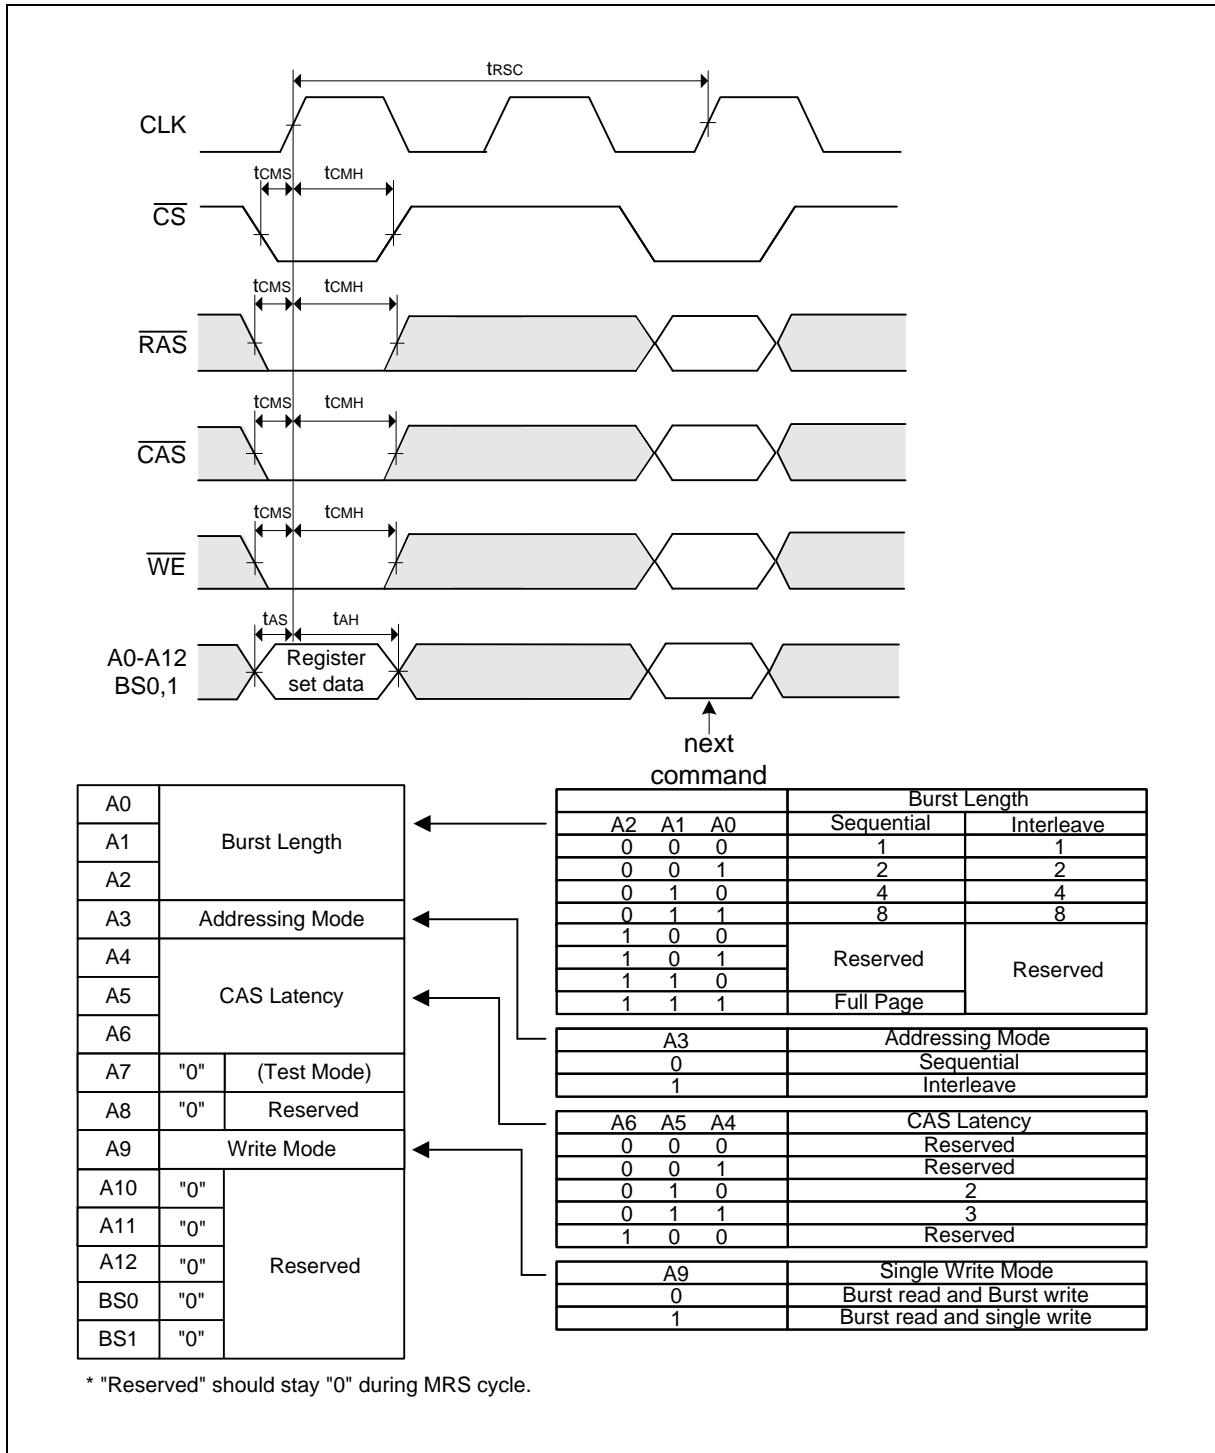 tRSC
CLK
tCMS tCMH
CS
tCMS tCMH
RAS
tCMS tCMH
CAS
tCMS tCMH
WE
tAS tAH
A0-A12
BS0,1
Register
set data
next
command
A0
A1
A2
Burst Length
A3 Addressing Mode
A4
A5
A6
CAS Latency
A7 "0" (Test Mode)
A8 "0" Reserved
A9 Write Mode
A10 "0"
A11 "0"
A12 "0"
BS0 "0"
BS1 "0"
Reserved
Burst Length
A2 A1 A0 Sequential Interleave
0 0 0 1 1
0 0 1 2 2
0 1 0 4 4
0 1 1 8 8
1 0 0
1 0 1 Reserved Reserved
1 1 0
1 1 1 Full Page
A3 Addressing Mode
0 Sequential
1 Interleave
A6 A5 A4 CAS Latency
0 0 0 Reserved
0 0 1 Reserved
0 1 0 2
0 1 1 3
1 0 0 Reserved
A9 Single Write Mode
0 Burst read and Burst write
1 Burst read and single write
* "Reserved" should stay "0" during MRS cycle.